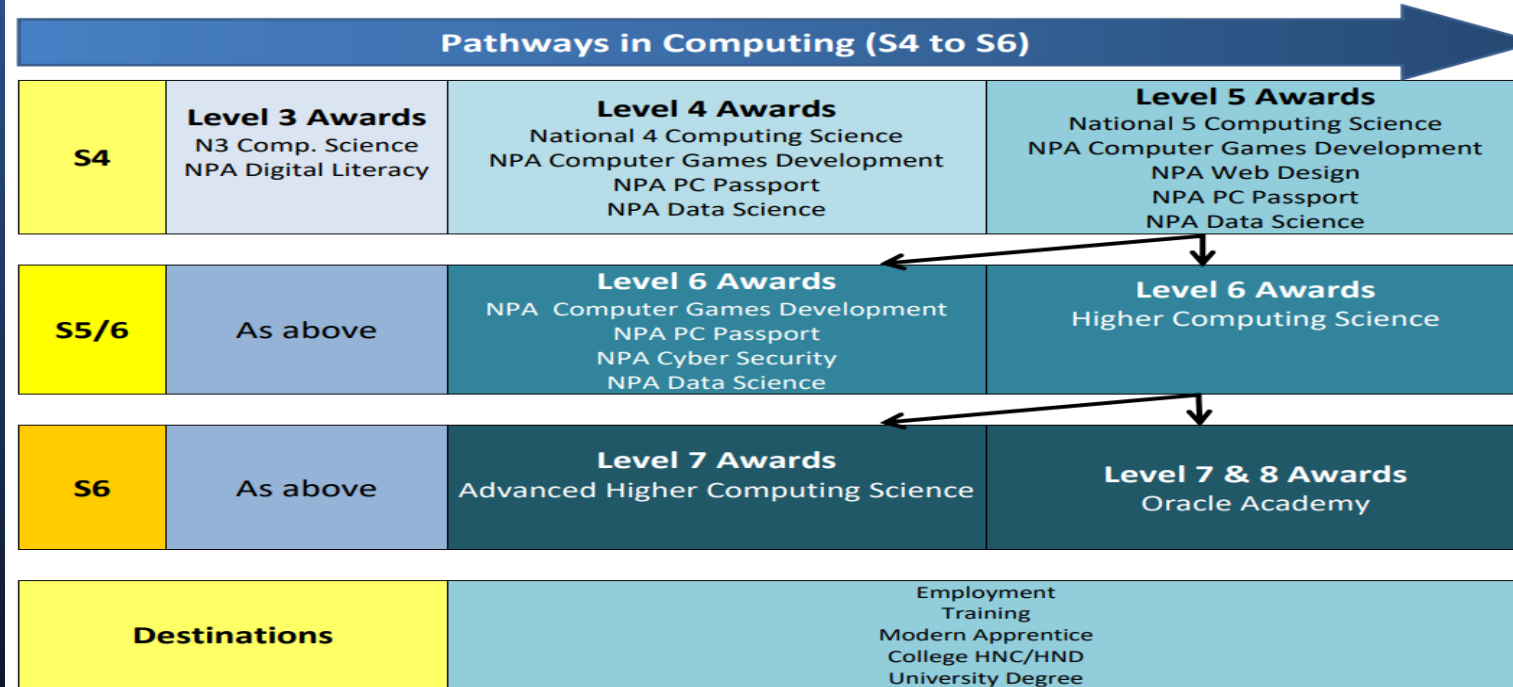 Pathways in Computing (S4 to S6)
S4
Level 3 Awards
N3 Comp. Science
NPA Digital Literacy
Level 4 Awards
National 4 Computing Science
NPA Computer Games Development
NPA PC Passport
NPA Data Science
Level 5 Awards
National 5 Computing Science
NPA Computer Games Development
NPA Web Design
NPA PC Passport
NPA Data Science
S5/6
As above
Level 6 Awards
NPA Computer Games Development
NPA PC Passport
NPA Cyber Security
NPA Data Science
Level 6 Awards
Higher Computing Science
S6
As above
Level 7 Awards
Advanced Higher Computing Science
Level 7 & 8 Awards
Oracle Academy
Destinations
Employment
Training
Modern Apprentice
College HNC/HND
University Degree